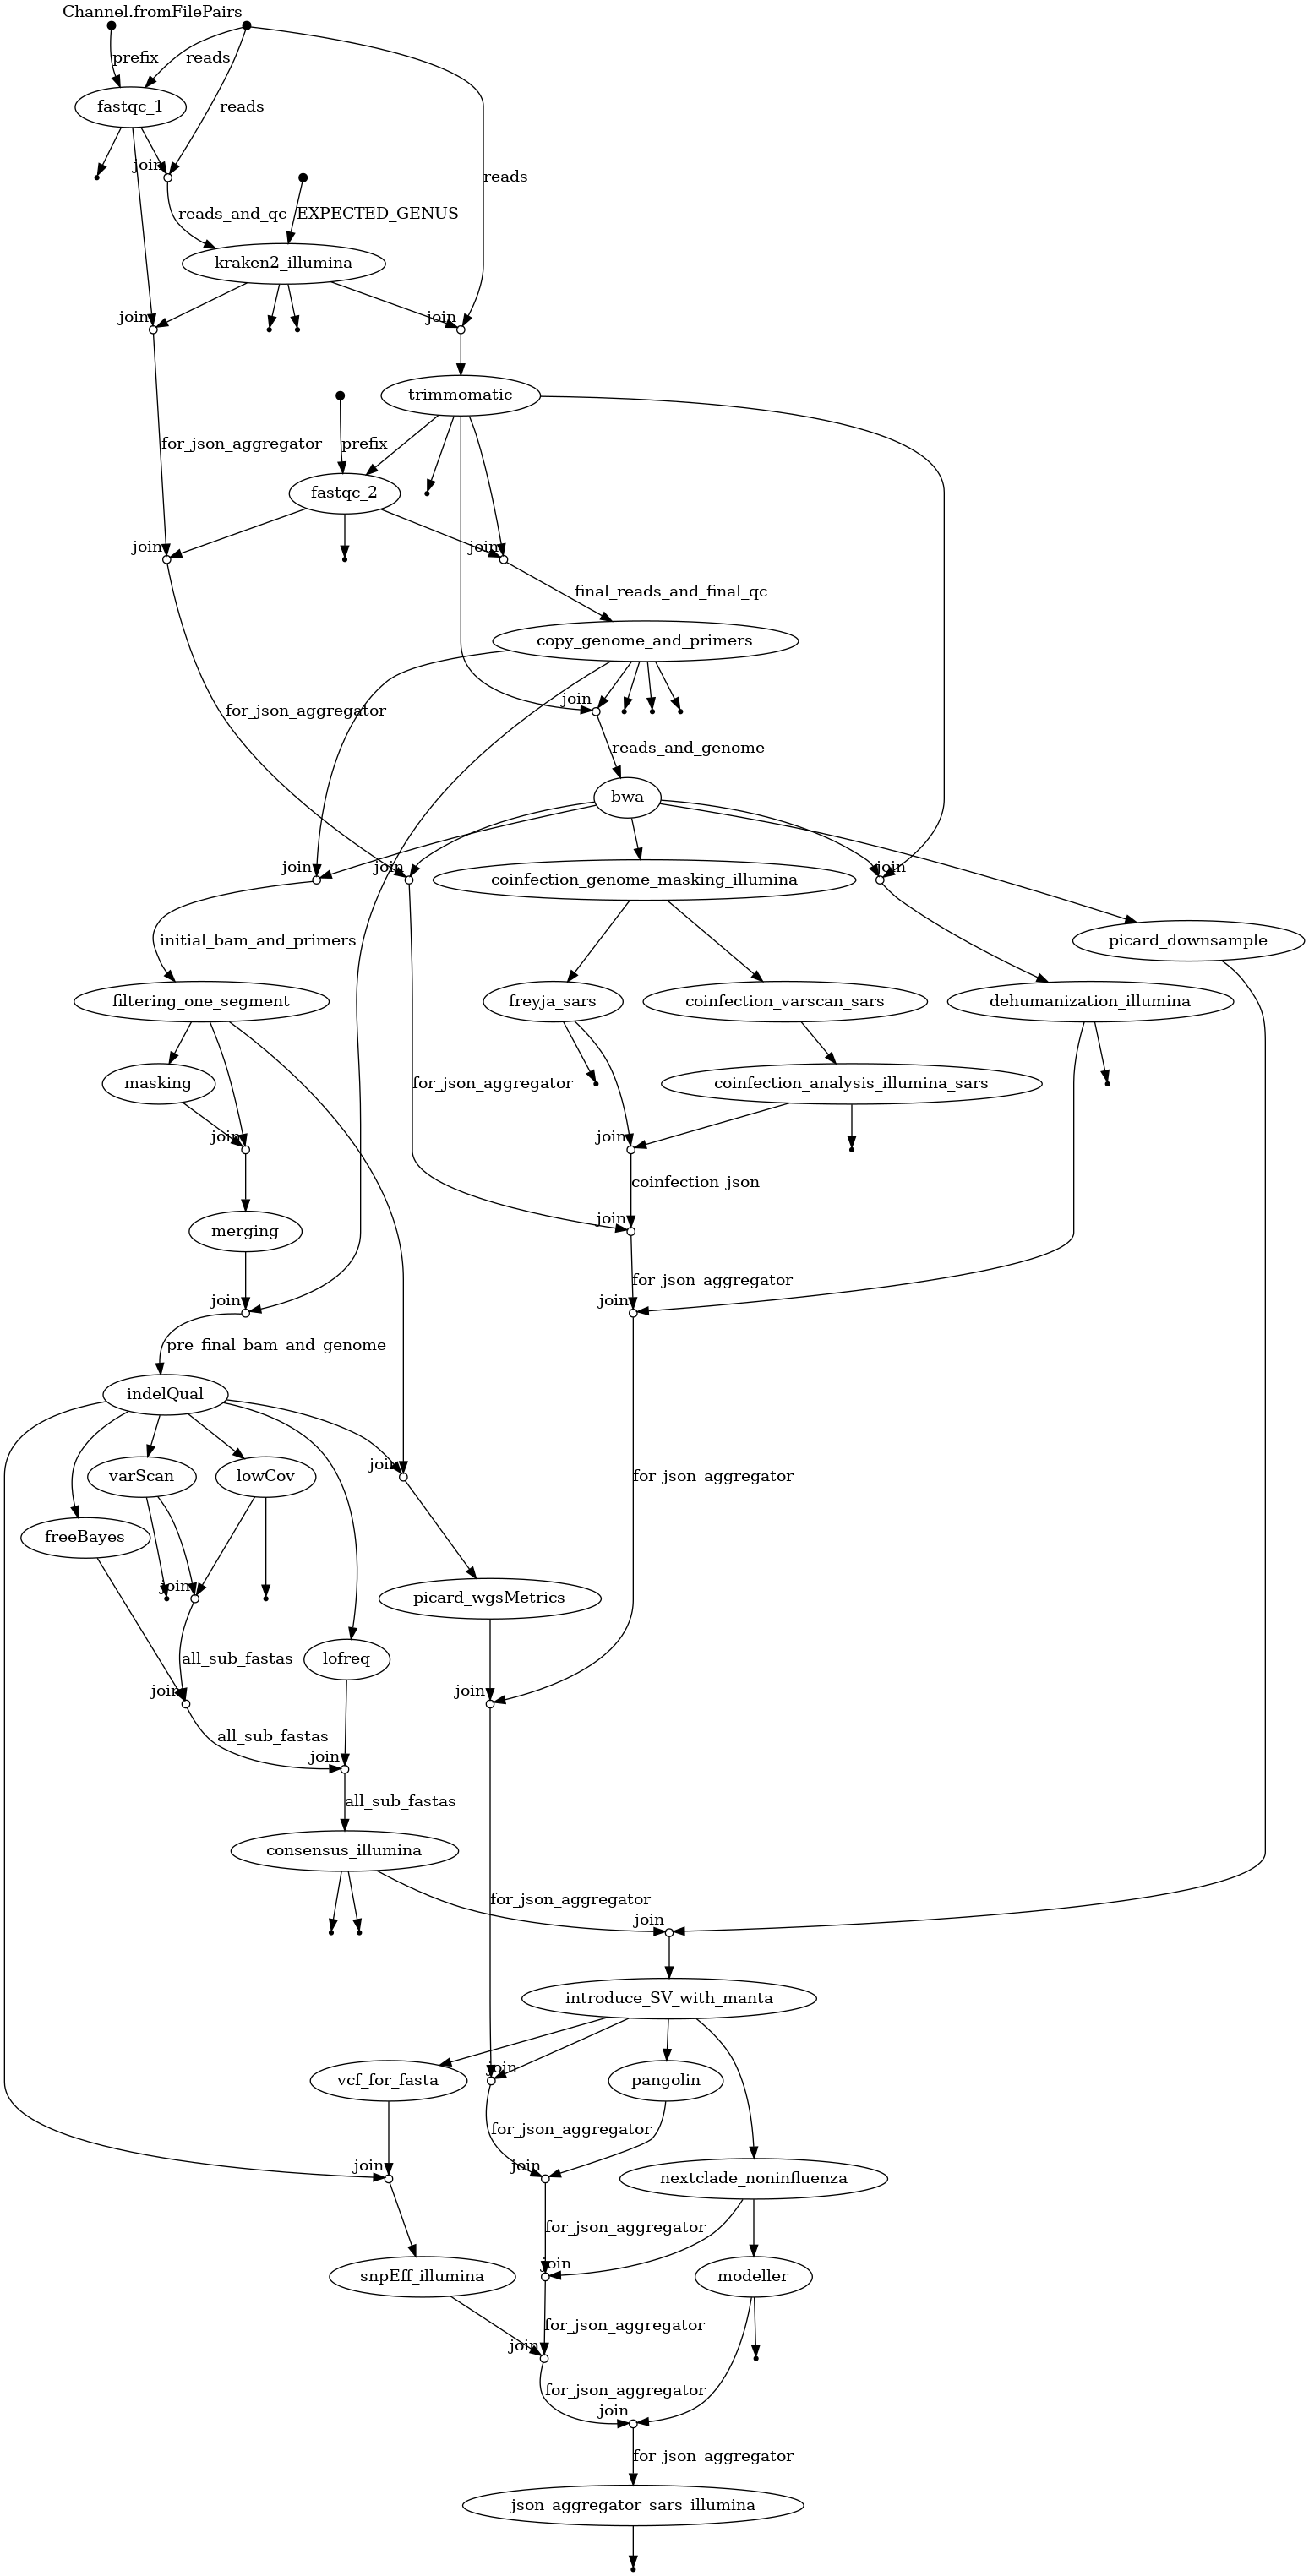 Channel.fromFilePairs
prefix
reads
fastqc_1
reads
join
reads
reads_and_qc
EXPECTED_GENUS
kraken2_illumina
join
join
trimmomatic
for_json_aggregator
prefix
fastqc_2
join
join
final_reads_and_final_qc
copy_genome_and_primers
join
for_json_aggregator
reads_and_genome
bwa
join
join
join
coinfection_genome_masking_illumina
initial_bam_and_primers
picard_downsample
filtering_one_segment
freyja_sars
coinfection_varscan_sars
dehumanization_illumina
masking
for_json_aggregator
coinfection_analysis_illumina_sars
join
join
coinfection_json
join
merging
for_json_aggregator
join
join
pre_final_bam_and_genome
indelQual
join
varScan
lowCov
for_json_aggregator
freeBayes
join
picard_wgsMetrics
all_sub_fastas
lofreq
join
join
all_sub_fastas
join
all_sub_fastas
consensus_illumina
for_json_aggregator
join
introduce_SV_with_manta
join
vcf_for_fasta
pangolin
for_json_aggregator
join
join
nextclade_noninfluenza
for_json_aggregator
join
snpEff_illumina
modeller
for_json_aggregator
join
for_json_aggregator
join
for_json_aggregator
json_aggregator_sars_illumina